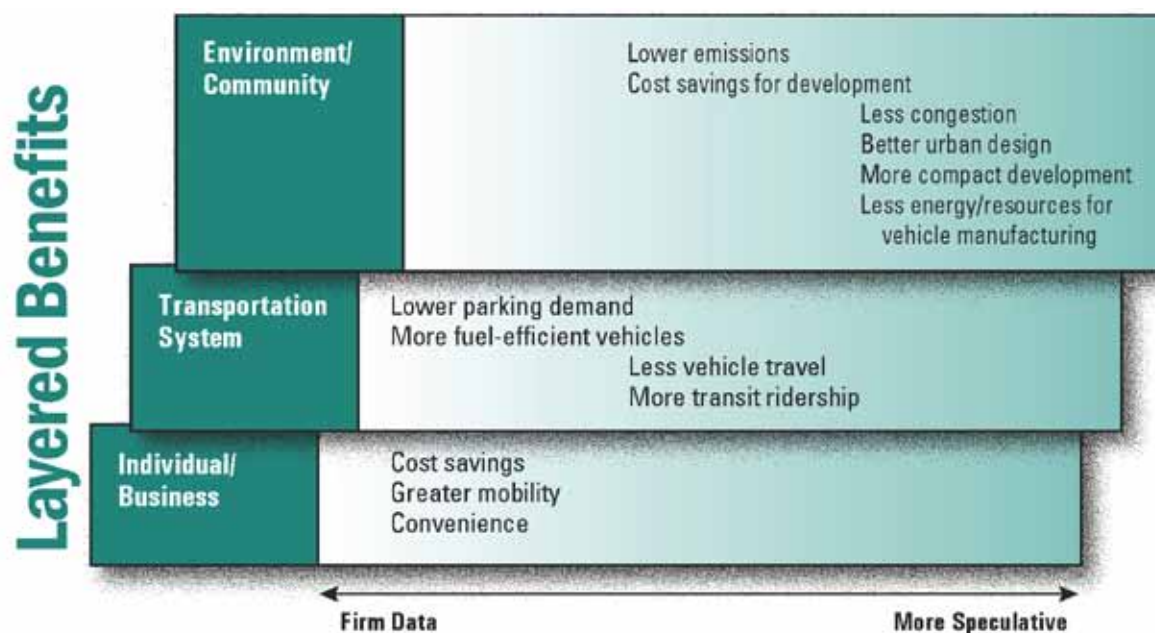 Layered Benefits
Environment/
Community
Lower emissions
Cost savings for development
Less congestion
Better urban design
More compact development
Less energy/resources for
vehicle manufacturing
Transportation
System
Lower parking demand
More fuel-efficient vehicles
Less vehicle travel
More transit ridership
Individual/
Business
Cost savings
Greater mobility
Convenience
Firm Data
More Speculative